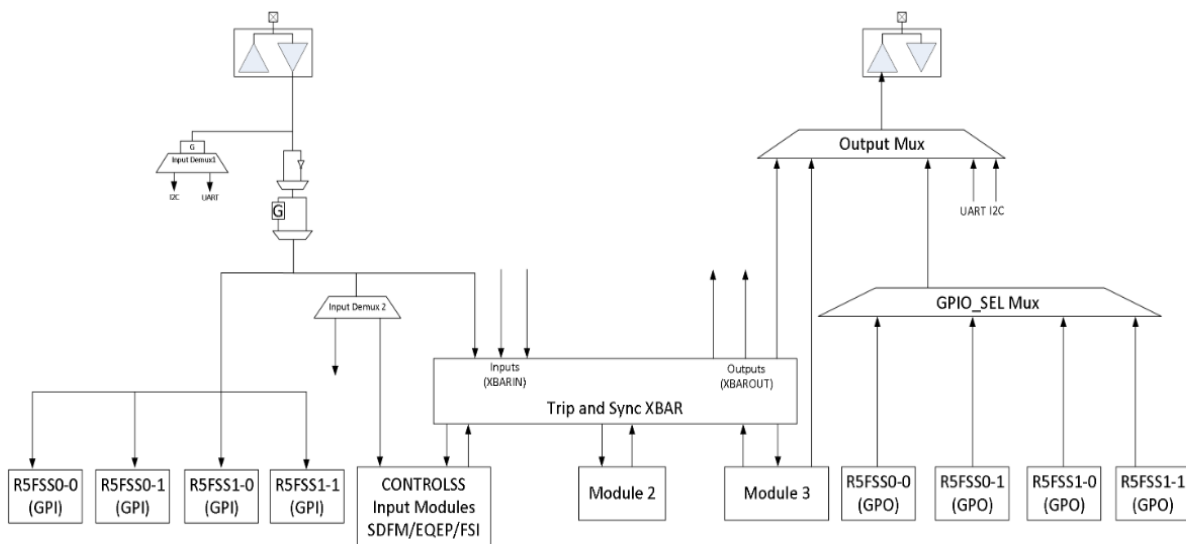 Output Mux
G
Input Demux1
I2C
UART
G
UART I2C
Input Demux 2
GPIO_SEL Mux
Inputs
(XBARIN)
Outputs
(XBAROUT)
Trip and Sync XBAR
R5FSS0-0
(GPI)
R5FSS0-1
(GPI)
R5FSS1-0
(GPI)
R5FSS1-1
(GPI)
CONTROLSS
Input Modules
SDFM/EQEP/FSI
Module 2
Module 3
R5FSS0-0
(GPO)
R5FSS0-1
(GPO)
R5FSS1-0
(GPO)
R5FSS1-1
(GPO)